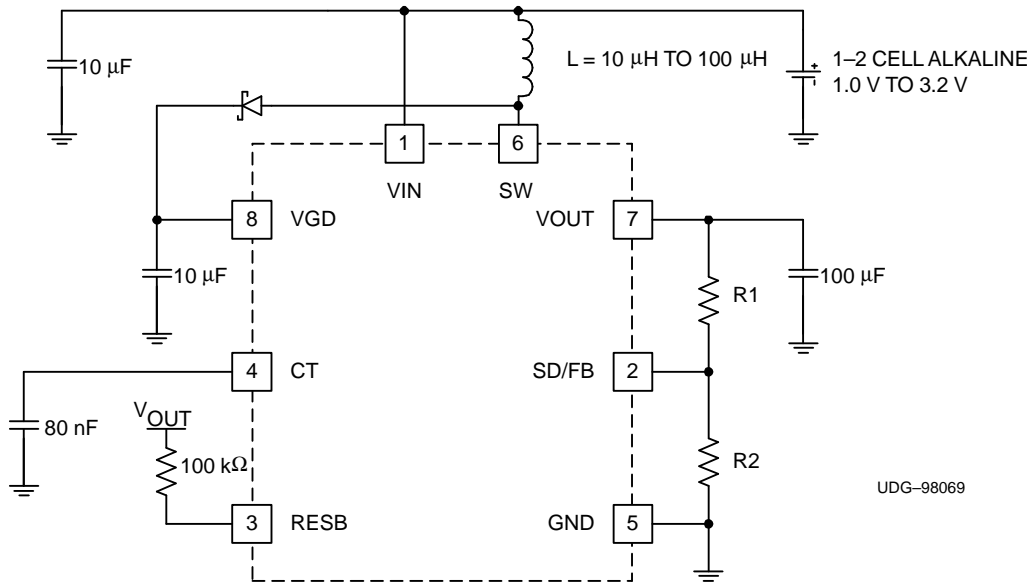 10 μF
L = 10 μH TO 100 μH
+
1–2 CELL ALKALINE
-
1.0 V TO 3.2 V
1
6
VIN
SW
8
VGD
VOUT
7
10 μF
R1
100 μF
4
CT
SD/FB
2
80 nF
VOUT
100 kΩ
R2
UDG–98069
3
RESB
GND
5